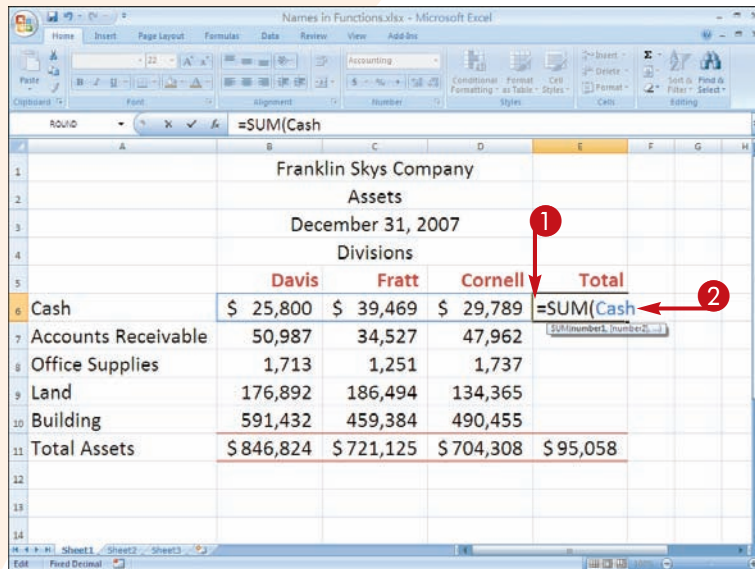 Names in Functions.xlsx - Microsoft Excel
Home Insert Page Layout Formulas Data Review View Add-Ins
22 Accounting Insert
Paste Delete
Conditional Format Cell Sort & Find &
Formatting as Table Styles Format Filter Select
Clipboard Font Alignment Number Styles Cells Editing
ROUND fx =SUM(Cash
A B C D E F G H
1 Franklin Skys Company
2 Assets
3 December 31, 2007
4 Divisions
1
5 Davis Fratt Cornell Total
6 Cash $ 25,800 $ 39,469 $ 29,789 =SUM(Cash
2
SUM(number1, [number2], ...)
7 Accounts Receivable 50,987 34,527 47,962
8 Office Supplies 1,713 1,251 1,737
9 Land 176,892 186,494 134,365
10 Building 591,432 459,384 490,455
11 Total Assets $846,824 $721,125 $704,308 $95,058
12
13
14
Sheet1 Sheet2 Sheet3
Edit Fixed Decimal 100%